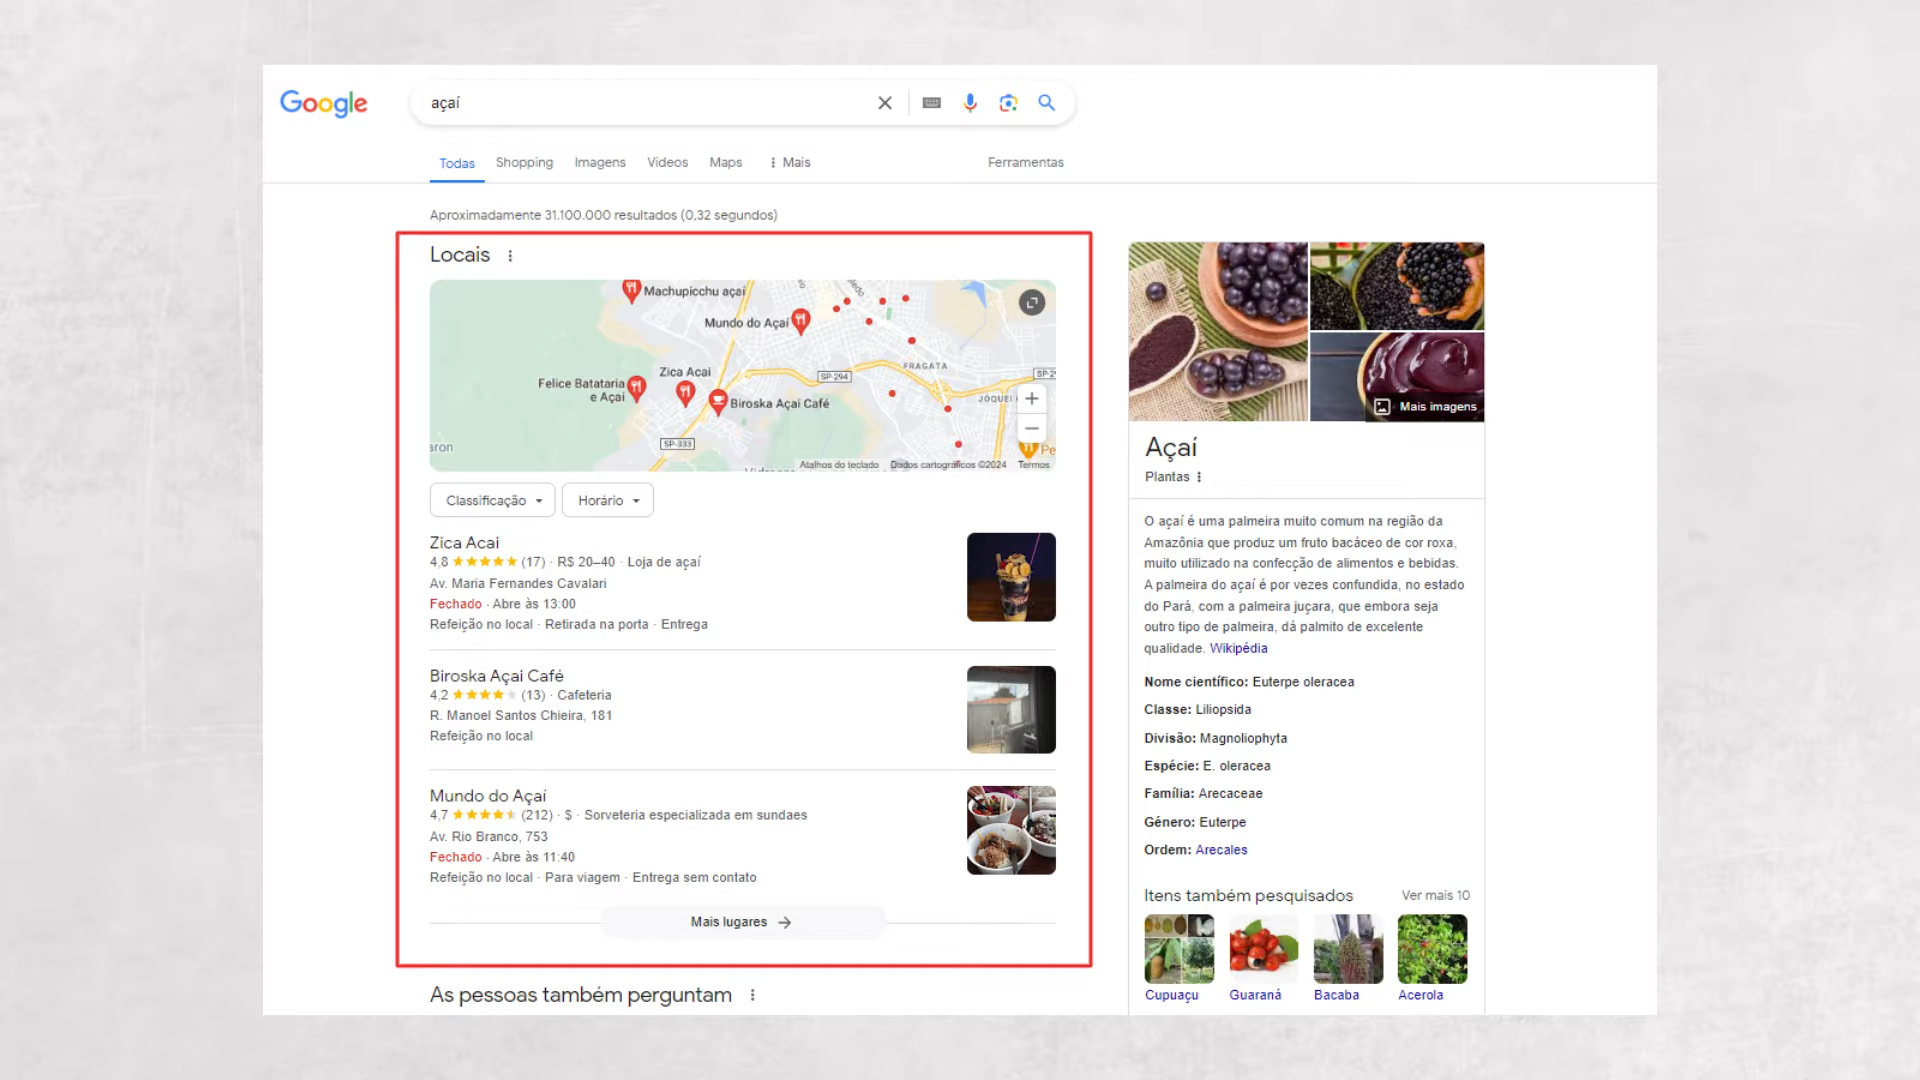 Google
açaí
Todas
Shopping
Imagens
Vídeos
Maps
Mais
Ferramentas
Aproximadamente 31.100.000 resultados (0,32 segundos)
Locais
Machupicchu açaí
Mundo do Açaí
Zica Acai
Felice Batataria
e Açaí
Biroska Açai Café
SP-294
FRAGATA
SP-333
Atalhos do teclado
Dados cartográficos ©2024
Termos
Classificação
Horário
Zica Acai
4,8 (17) · R$ 20–40 · Loja de açaí
Av. Maria Fernandes Cavalari
Fechado · Abre às 13:00
Refeição no local · Retirada na porta · Entrega
Biroska Açai Café
4,2 (13) · Cafeteria
R. Manoel Santos Chieira, 181
Refeição no local
Mundo do Açaí
4,7 (212) · $ · Sorveteria especializada em sundaes
Av. Rio Branco, 753
Fechado · Abre às 11:40
Refeição no local · Para viagem · Entrega sem contato
Mais lugares
As pessoas também perguntam
Mais imagens
Açaí
Plantas
O açaí é uma palmeira muito comum na região da
Amazônia que produz um fruto bacáceo de cor roxa,
muito utilizado na confecção de alimentos e bebidas.
A palmeira do açaí é por vezes confundida, no estado
do Pará, com a palmeira juçara, que embora seja
outro tipo de palmeira, dá palmito de excelente
qualidade. Wikipédia
Nome científico: Euterpe oleracea
Classe: Liliopsida
Divisão: Magnoliophyta
Espécie: E. oleracea
Família: Arecaceae
Género: Euterpe
Ordem: Arecales
Itens também pesquisados
Ver mais 10
Cupuaçu
Guaraná
Bacaba
Acerola